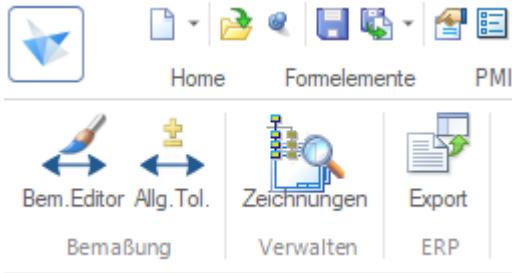 Home Formelemente PMI
Bem.Editor Allg.Tol. Zeichnungen Export
Bemaßung Verwalten ERP